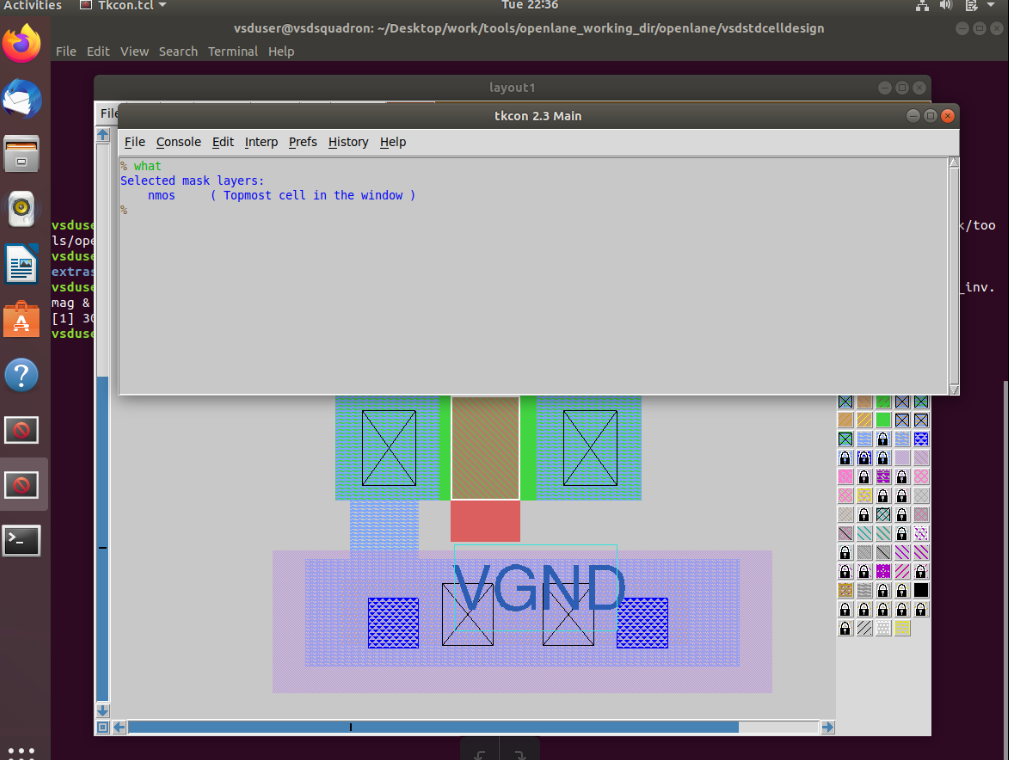 Activities Tkcon.tcl Tue 22:36
vsduser@vsdsquadron: ~/Desktop/work/tools/openlane_working_dir/openlane/vsdstdcelldesign
File Edit View Search Terminal Help
layout1
File
tkcon 2.3 Main
File Console Edit Interp Prefs History Help
% what
Selected mask layers:
nmos ( Topmost cell in the window )
%
vsduse /too
ls/ope
vsduse
extras
vsduse _inv.
mag &
[1] 30
vsduse
VGND